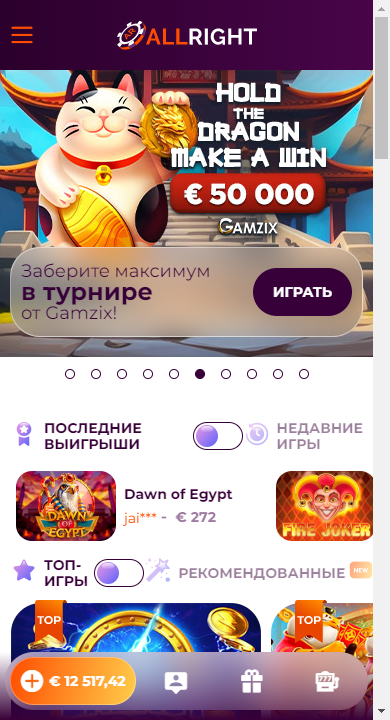 ALLRIGHT
HOLD
THE
DRAGON
MAKE A WIN
€ 50 000
GAMZIX
Заберите максимум
в турнире
от Gamzix!
ИГРАТЬ
ПОСЛЕДНИЕ
ВЫИГРЫШИ
НЕДАВНИЕ
ИГРЫ
DAWN
OF
EGYPT
Dawn of Egypt
jai*** - € 272
FIRE JOKER
ТОП-
ИГРЫ
РЕКОМЕНДОВАННЫЕ
NEW
TOP
TOP
€ 12 517,42
777